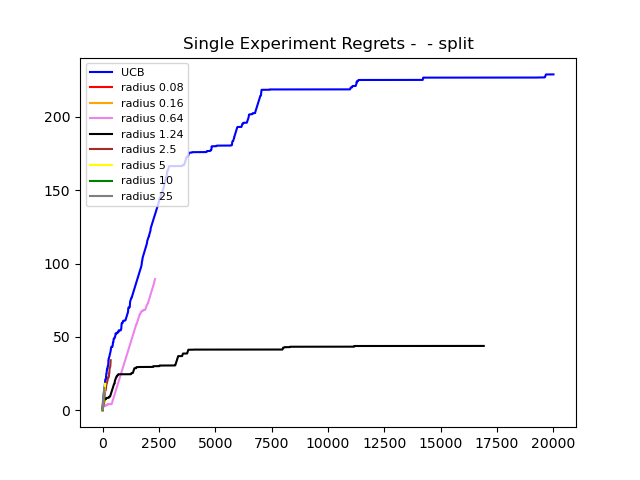 Single Experiment Regrets -  - split
UCB
radius 0.08
radius 0.16
radius 0.64
radius 1.24
radius 2.5
radius 5
radius 10
radius 25
200
150
100
50
0
0 2500 5000 7500 10000 12500 15000 17500 20000